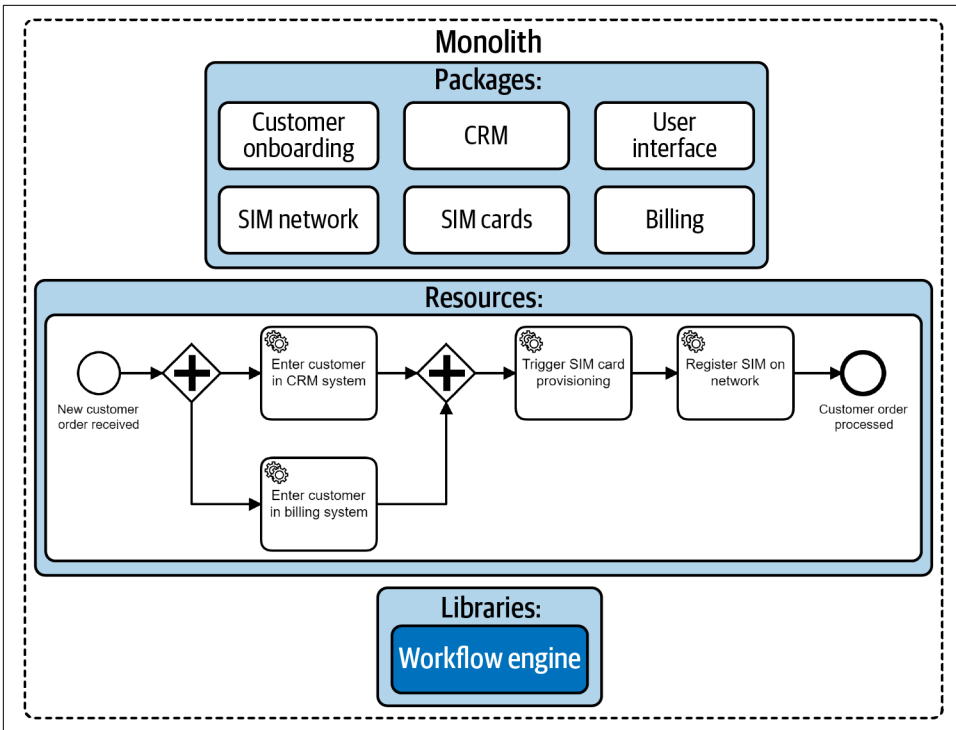 Monolith
Packages:
Customer
onboarding
CRM
User
interface
SIM network
SIM cards
Billing
Resources:
New customer
order received
Enter customer
in CRM system
Enter customer
in billing system
Trigger SIM card
provisioning
Register SIM on
network
Customer order
processed
Libraries:
Workflow engine